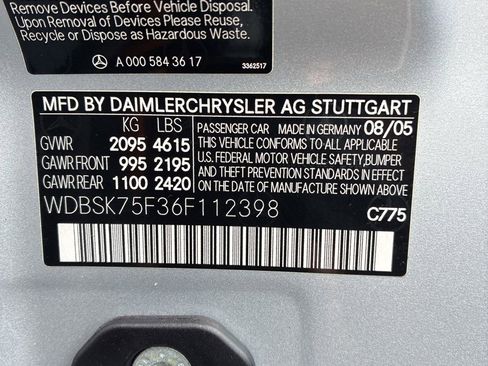 Remove Devices Before Vehicle Disposal.
Upon Removal of Devices Please Reuse,
Recycle or Dispose as Hazardous Waste.
A 000 584 36 17
3362517
MFD BY DAIMLERCHRYSLER AG STUTTGART
KG LBS
GVWR 2095 4615
GAWR FRONT 995 2195
GAWR REAR 1100 2420
PASSENGER CAR MADE IN GERMANY 08/05
THIS VEHICLE CONFORMS TO ALL APPLICABLE
U.S. FEDERAL MOTOR VEHICLE SAFETY,BUMPER
AND THEFT PREVENTION STANDARDS IN EFFECT
ON THE DATE OF MANUFACTURE SHOWN ABOVE.
WDBSK75F36F112398
C775